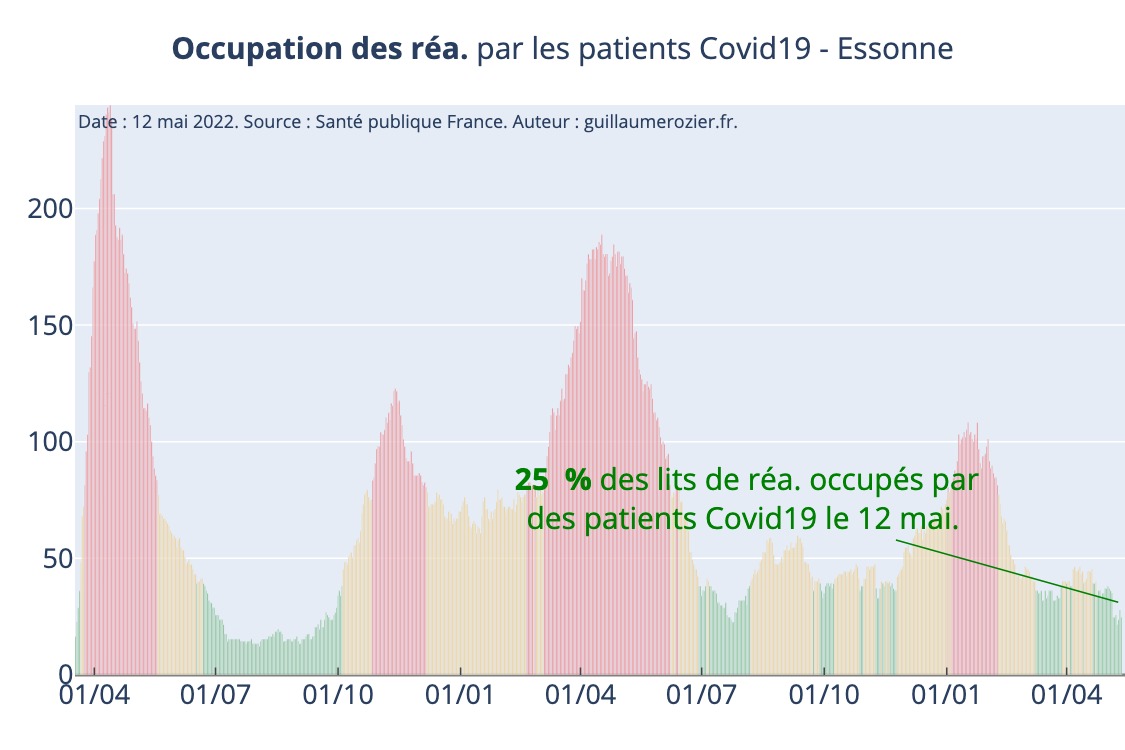 Occupation des réa. par les patients Covid19 - Essonne
Date : 12 mai 2022. Source : Santé publique France. Auteur : guillaumerozier.fr.
200
150
100
25 % des lits de réa. occupés par
des patients Covid19 le 12 mai.
50
0
01/04 01/07 01/10 01/01 01/04 01/07 01/10 01/01 01/04